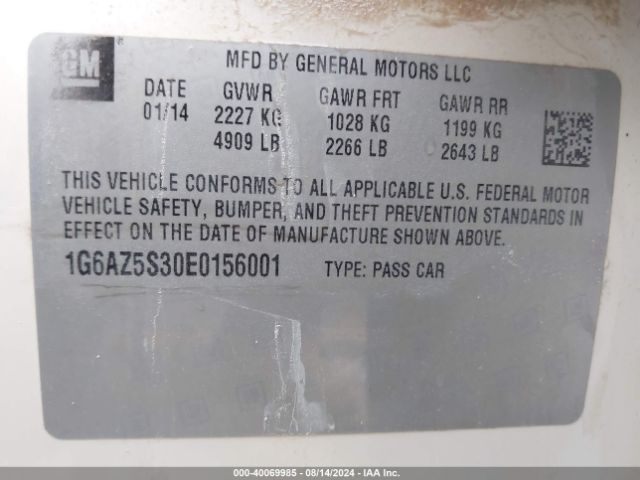 GM
MFD BY GENERAL MOTORS LLC
DATE GVWR GAWR FRT GAWR RR
01/14 2227 KG 1028 KG 1199 KG
4909 LB 2266 LB 2643 LB
THIS VEHICLE CONFORMS TO ALL APPLICABLE U.S. FEDERAL MOTOR
VEHICLE SAFETY, BUMPER, AND THEFT PREVENTION STANDARDS IN
EFFECT ON THE DATE OF MANUFACTURE SHOWN ABOVE.
1G6AZ5S30E0156001 TYPE: PASS CAR
000-40069985 - 08/14/2024 - IAA Inc.